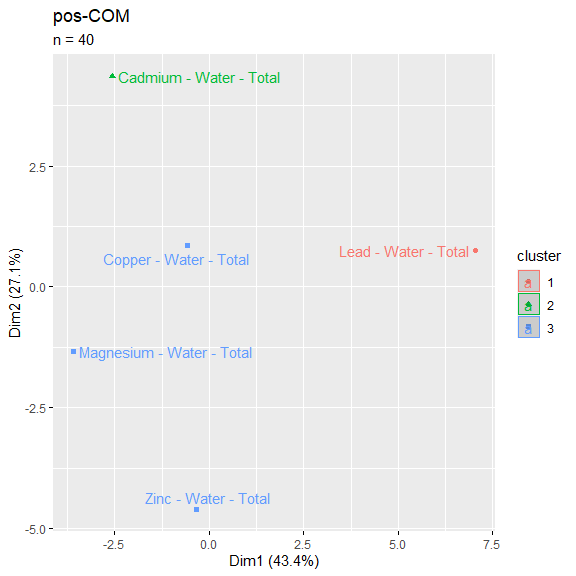 pos-COM
n = 40
Cadmium - Water - Total
2.5
Copper - Water - Total
Lead - Water - Total
cluster
1
2
3
0.0
Dim2 (27.1%)
Magnesium - Water - Total
-2.5
Zinc - Water - Total
-5.0
-2.5
0.0
2.5
5.0
7.5
Dim1 (43.4%)